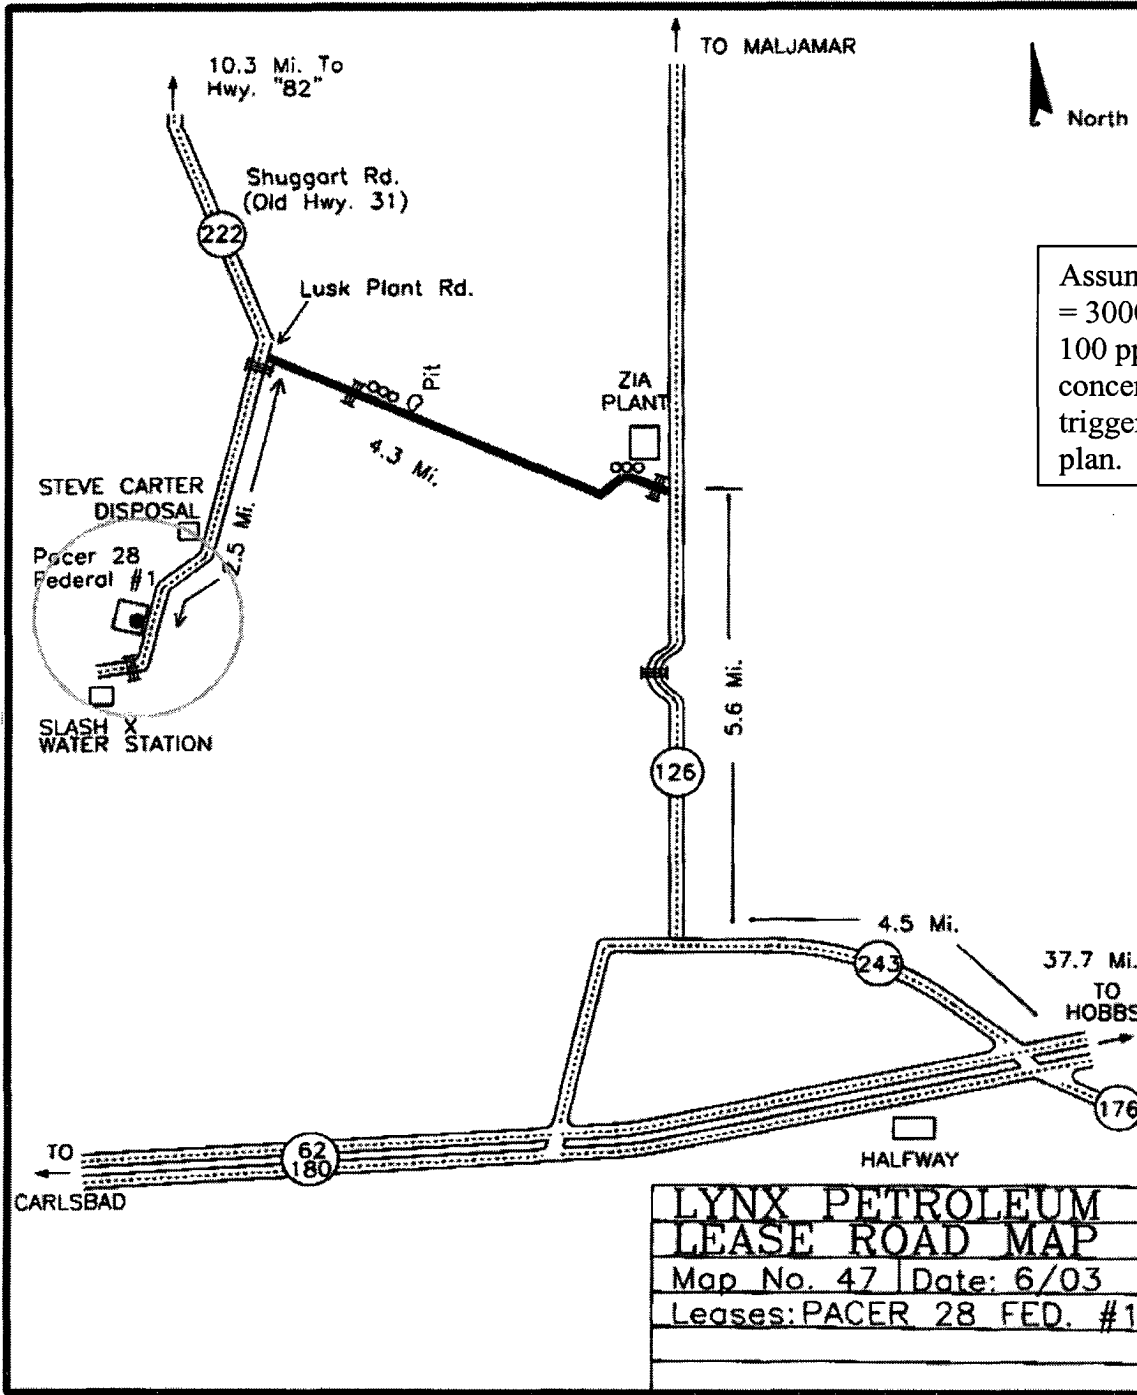 TO MALJAMAR
10.3 Mi. To
Hwy. "82"
North
Shuggart Rd.
(Old Hwy. 31)
222
Lusk Plant Rd.
= 300
100
plan.
Pit
ZIA
PLANT
4.3 Mi.
STEVE CARTER
DISPOSAL
2.5 Mi.
Pacer 28
Federal #1
5.6 Mi.
SLASH X
WATER STATION
126
4.5 Mi.
243
37.7 Mi.
TO
HOBBS
176
TO
CARLSBAD
62
180
HALFWAY
LYNX PETROLEUM
LEASE ROAD MAP
Map No. 47 Date: 6/03
Leases: PACER 28 FED. #1